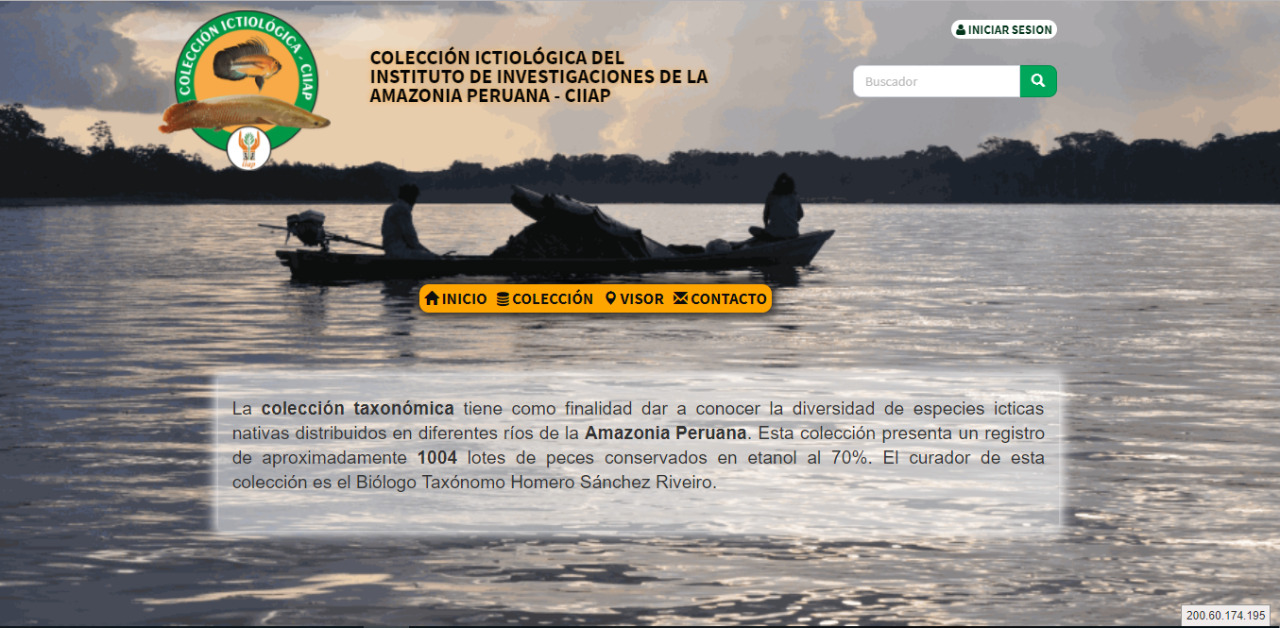 COLECCIÓN ICTIOLÓGICA - CIIAP
iiap
COLECCIÓN ICTIOLÓGICA DEL
INSTITUTO DE INVESTIGACIONES DE LA
AMAZONIA PERUANA - CIIAP
INICIAR SESION
Buscador
INICIO COLECCIÓN VISOR CONTACTO
La colección taxonómica tiene como finalidad dar a conocer la diversidad de especies icticas
nativas distribuidos en diferentes ríos de la Amazonia Peruana. Esta colección presenta un registro
de aproximadamente 1004 lotes de peces conservados en etanol al 70%. El curador de esta
colección es el Biólogo Taxónomo Homero Sánchez Riveiro.
200.60.174.195